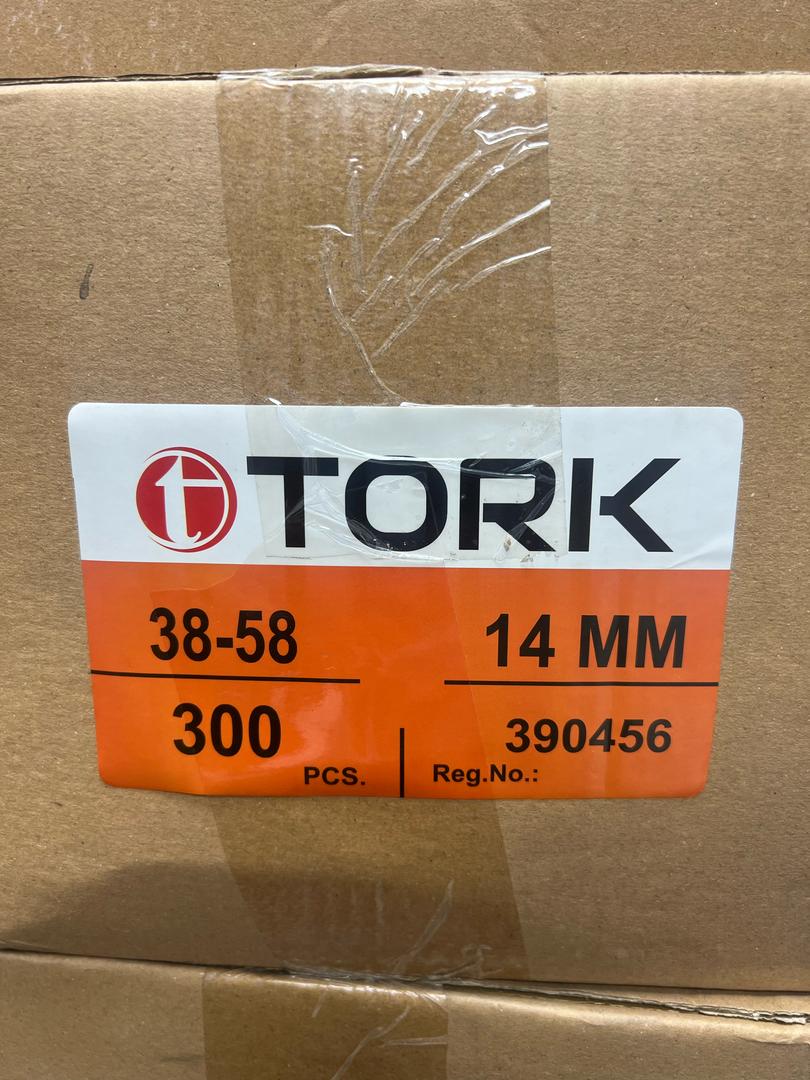 t TORK
38-58
14 MM
300
PCS.
390456
Reg.No.: